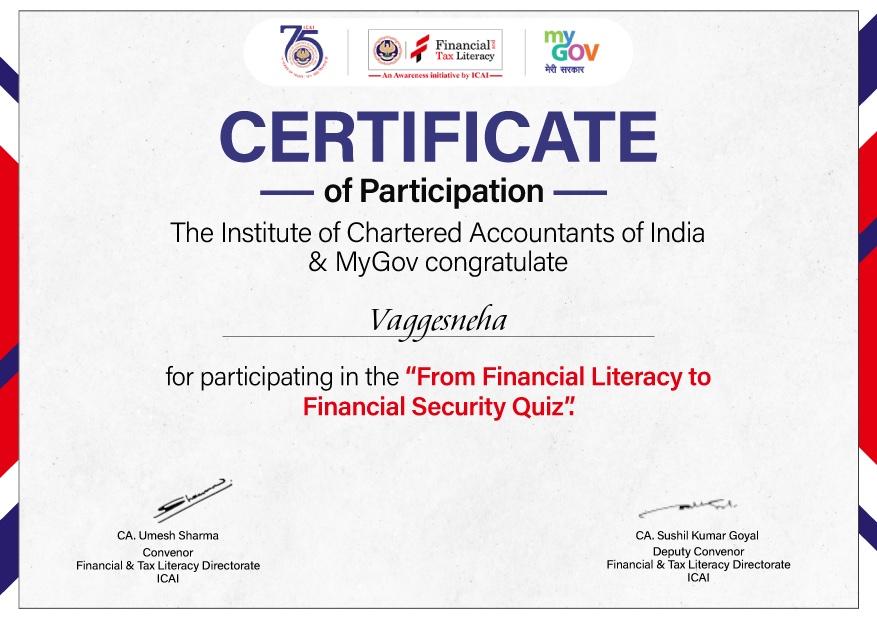 ICAI
75
Financial and
Tax Literacy
An Awareness initiative by ICAI
my
GOV
मेरी सरकार
CERTIFICATE
of Participation
The Institute of Chartered Accountants of India
& MyGov congratulate
Vaggesneha
for participating in the “From Financial Literacy to
Financial Security Quiz”.
CA. Umesh Sharma
Convenor
Financial & Tax Literacy Directorate
ICAI
CA. Sushil Kumar Goyal
Deputy Convenor
Financial & Tax Literacy Directorate
ICAI